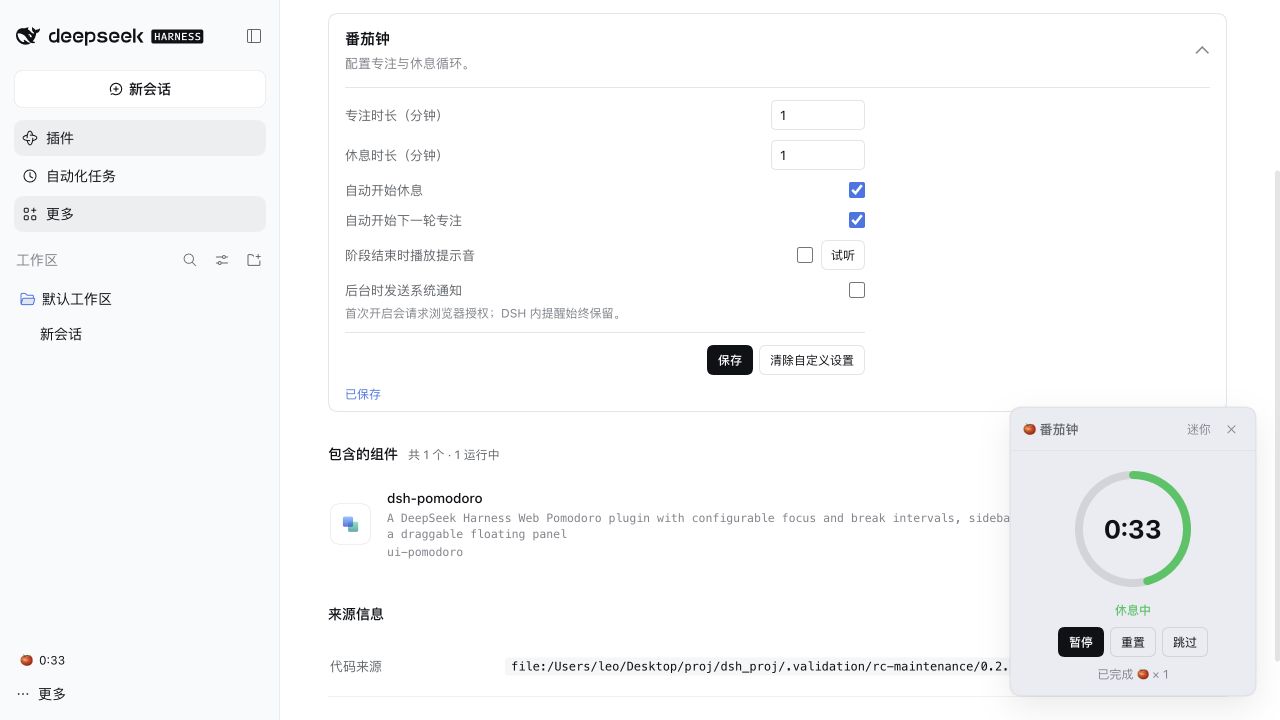 deepseek HARNESS
新会话
插件
自动化任务
更多
工作区
默认工作区
新会话
0:33
更多
番茄钟
配置专注与休息循环。
专注时长（分钟） 1
休息时长（分钟） 1
自动开始休息
自动开始下一轮专注
阶段结束时播放提示音 试听
后台时发送系统通知
首次开启会请求浏览器授权；DSH 内提醒始终保留。
保存 清除自定义设置
已保存
包含的组件 共 1 个 · 1 运行中
dsh-pomodoro
A DeepSeek Harness Web Pomodoro plugin with configurable focus and break intervals, sideba
a draggable floating panel
ui-pomodoro
来源信息
代码来源 file:/Users/leo/Desktop/proj/dsh_proj/.validation/rc-maintenance/0.2.
番茄钟 迷你
0:33
休息中
暂停 重置 跳过
已完成 × 1